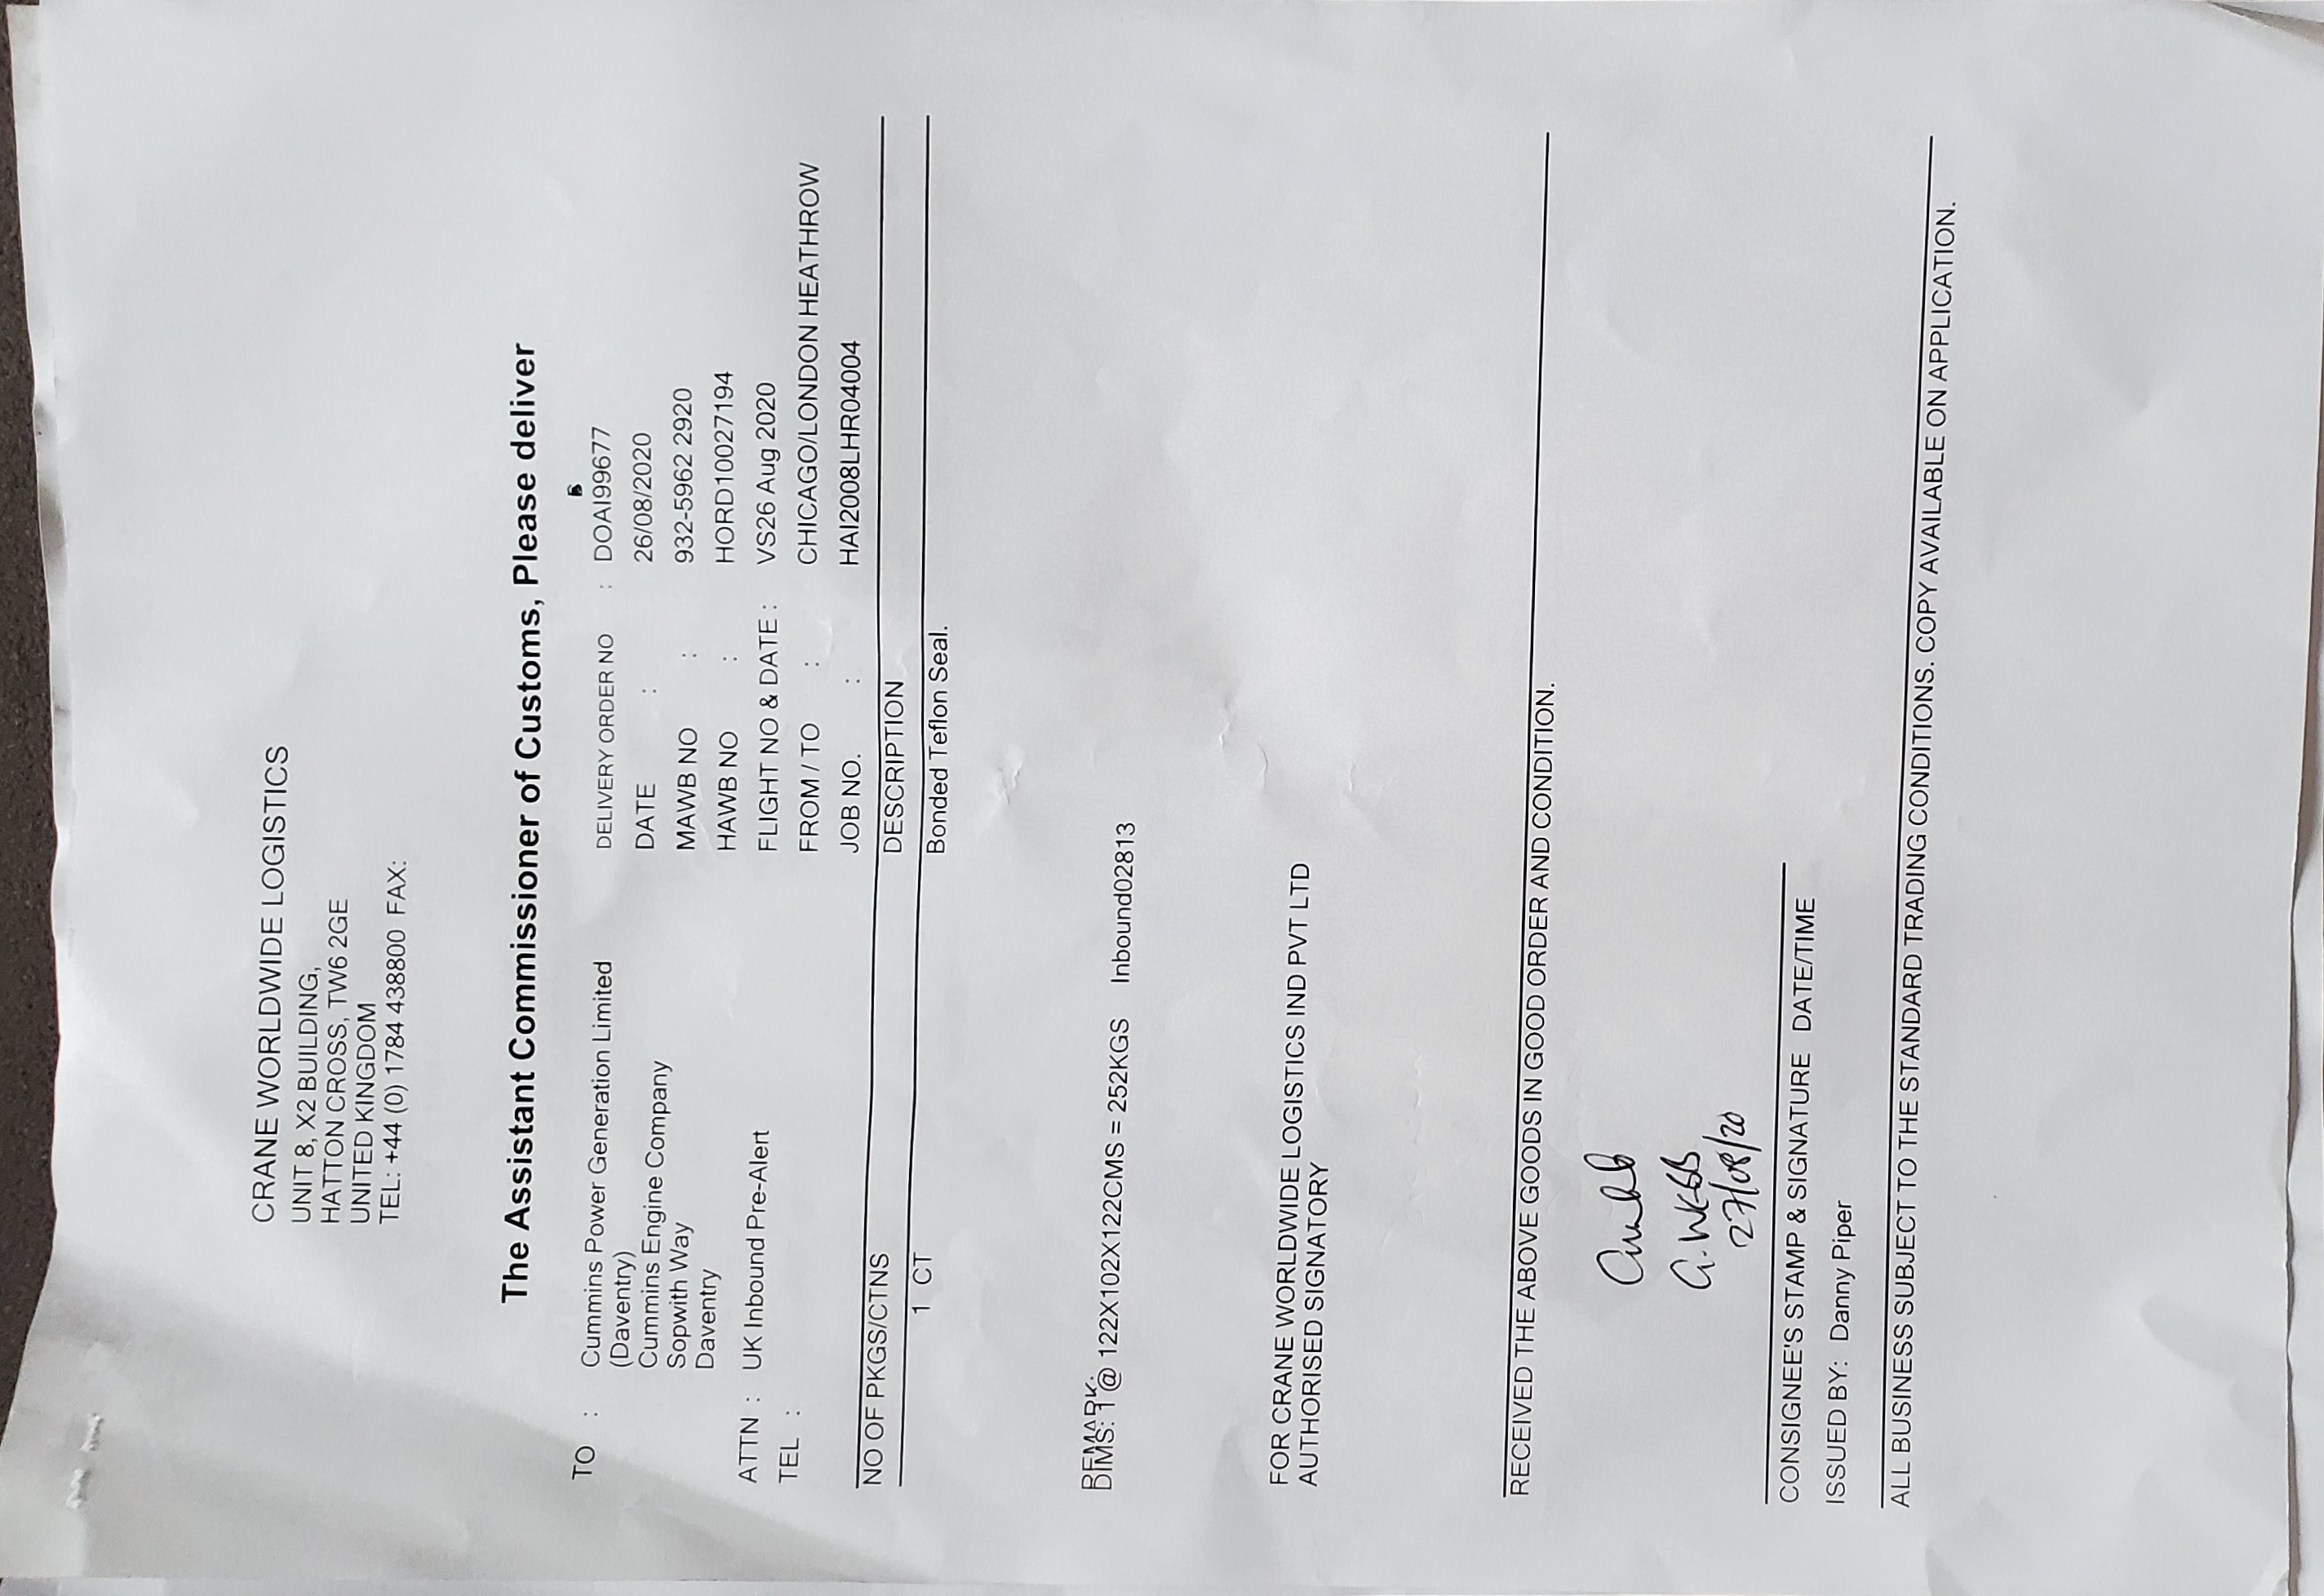 CRANE WORLDWIDE LOGISTICS
UNIT 8, X2 BUILDING,
HATTON CROSS, TW6 2GE
UNITED KINGDOM
TEL: +44 (0) 1784 438800 FAX:
The Assistant Commissioner of Customs, Please deliver
TO : Cummins Power Generation Limited
(Daventry)
Cummins Engine Company
Sopwith Way
Daventry
ATTN : UK Inbound Pre-Alert
TEL :
DELIVERY ORDER NO : DOAI99677
DATE : 26/08/2020
MAWB NO : 932-5962 2920
HAWB NO : HORD10027194
FLIGHT NO & DATE : VS26 Aug 2020
FROM / TO : CHICAGO/LONDON HEATHROW
JOB NO. : HAI2008LHR04004
NO OF PKGS/CTNS DESCRIPTION
1 CT Bonded Teflon Seal.
REMARK:
DIMS: 1 @ 122X102X122CMS = 252KGS Inbound02813
FOR CRANE WORLDWIDE LOGISTICS IND PVT LTD
AUTHORISED SIGNATORY
RECEIVED THE ABOVE GOODS IN GOOD ORDER AND CONDITION.
G. WEBB
27/08/20
CONSIGNEE'S STAMP & SIGNATURE DATE/TIME
ISSUED BY: Danny Piper
ALL BUSINESS SUBJECT TO THE STANDARD TRADING CONDITIONS. COPY AVAILABLE ON APPLICATION.